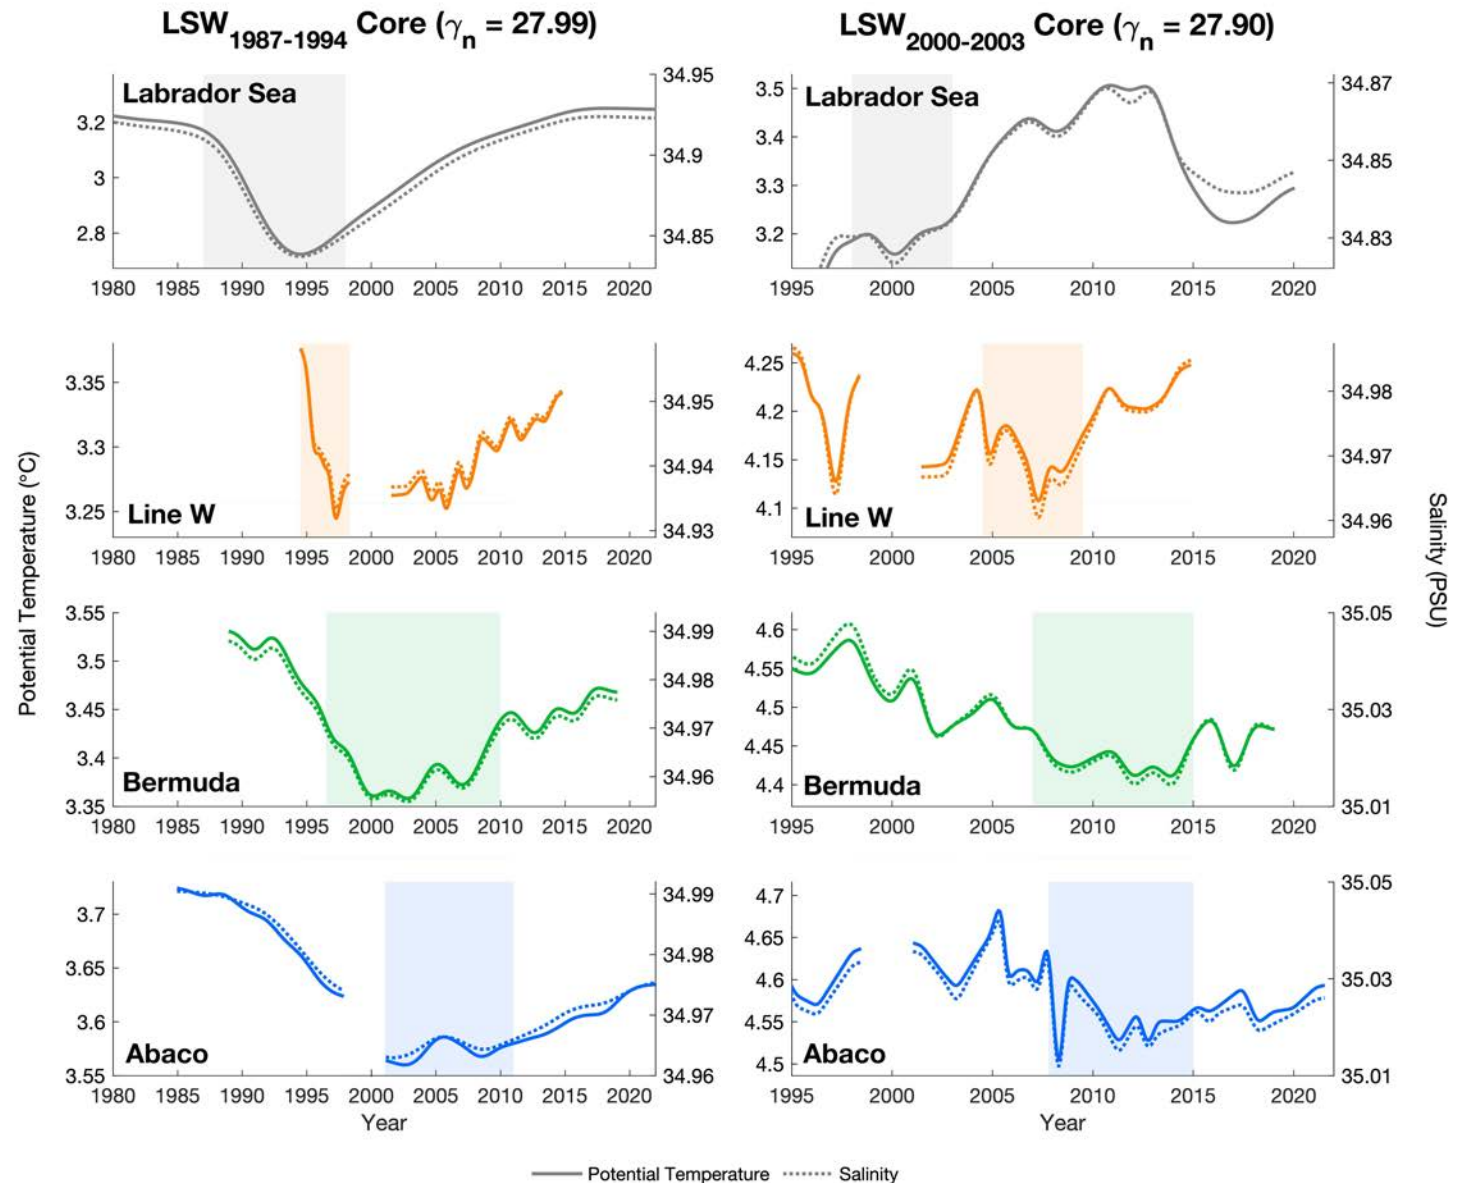 LSW1987-1994 Core (γn = 27.99)
LSW2000-2003 Core (γn = 27.90)
Labrador Sea
3.2
3
2.8
34.95
34.9
34.85
1980 1985 1990 1995 2000 2005 2010 2015 2020
Labrador Sea
3.5
3.4
3.3
3.2
34.87
34.85
34.83
1995 2000 2005 2010 2015 2020
Line W
3.35
3.3
3.25
34.95
34.94
34.93
1980 1985 1990 1995 2000 2005 2010 2015 2020
Line W
4.25
4.2
4.15
4.1
34.98
34.97
34.96
1995 2000 2005 2010 2015 2020
Potential Temperature (°C)
Salinity (PSU)
Bermuda
3.55
3.5
3.45
3.4
3.35
34.99
34.98
34.97
34.96
1980 1985 1990 1995 2000 2005 2010 2015 2020
Bermuda
4.6
4.55
4.5
4.45
4.4
35.05
35.03
35.01
1995 2000 2005 2010 2015 2020
Abaco
3.7
3.65
3.6
3.55
34.99
34.98
34.97
34.96
1980 1985 1990 1995 2000 2005 2010 2015 2020
Year
Abaco
4.7
4.65
4.6
4.55
4.5
35.05
35.03
35.01
1995 2000 2005 2010 2015 2020
Year
Potential Temperature Salinity